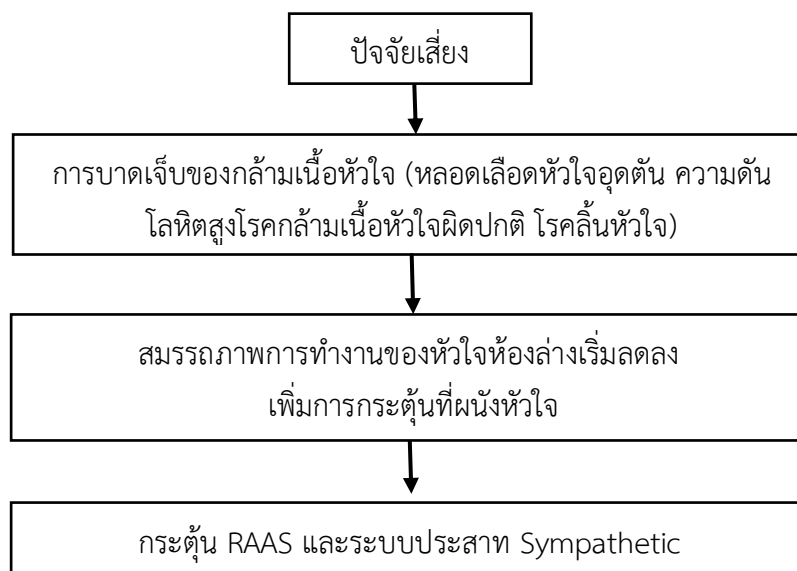 ปัจจัยเสี่ยง
การบาดเจ็บของกล้ามเนื้อหัวใจ (หลอดเลือดหัวใจอุดตัน ความดัน
โลหิตสูงโรคกล้ามเนื้อหัวใจผิดปกติ โรคลิ้นหัวใจ)
สมรรถภาพการทำงานของหัวใจห้องล่างเริ่มลดลง
เพิ่มการกระตุ้นที่ผนังหัวใจ
กระตุ้น RAAS และระบบประสาท Sympathetic